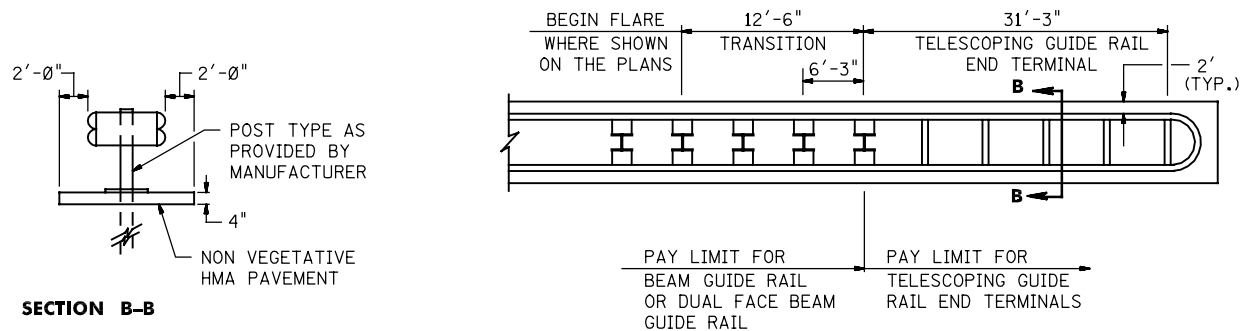 2'-0"
2'-0"
POST TYPE AS
PROVIDED BY
MANUFACTURER
4"
NON VEGETATIVE
HMA PAVEMENT
SECTION B–B
BEGIN FLARE
WHERE SHOWN
ON THE PLANS
12'-6"
TRANSITION
6'-3"
31'-3"
TELESCOPING GUIDE RAIL
END TERMINAL
2'
(TYP.)
B
B
PAY LIMIT FOR
BEAM GUIDE RAIL
OR DUAL FACE BEAM
GUIDE RAIL
PAY LIMIT FOR
TELESCOPING GUIDE
RAIL END TERMINALS